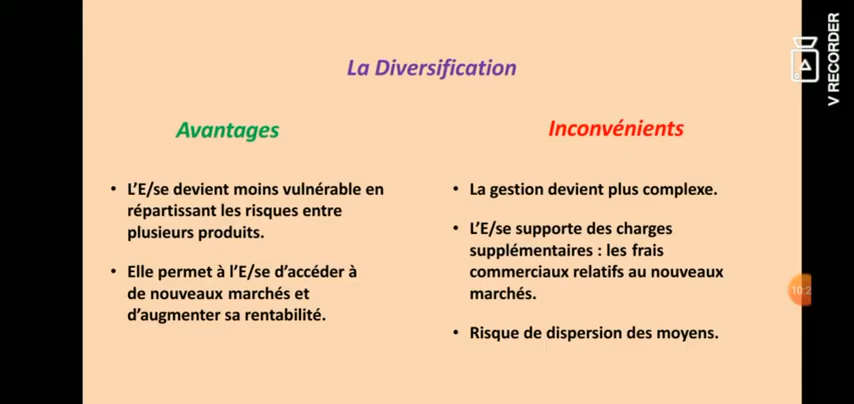 La Diversification
Avantages
• L'E/se devient moins vulnérable en
répartissant les risques entre
plusieurs produits.
• Elle permet à l'E/se d'accéder à
de nouveaux marchés et
d'augmenter sa rentabilité.
Inconvénients
• La gestion devient plus complexe.
• L'E/se supporte des charges
supplémentaires : les frais
commerciaux relatifs au nouveaux
marchés.
• Risque de dispersion des moyens.
V RECORDER